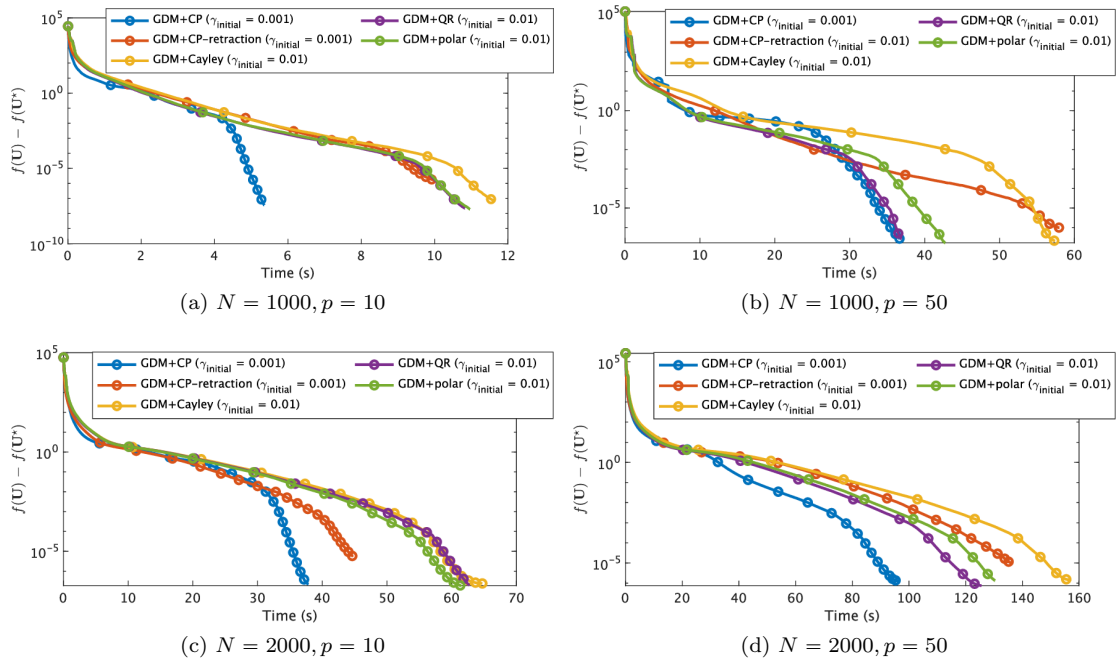 GDM+CP (γinitial = 0.001)
GDM+CP-retraction (γinitial = 0.001)
GDM+Cayley (γinitial = 0.01)
GDM+QR (γinitial = 0.01)
GDM+polar (γinitial = 0.01)
f(U) − f(U*)
10^5
10^0
10^-5
10^-10
0 2 4 6 8 10 12
Time (s)
(a) N = 1000, p = 10
GDM+CP (γinitial = 0.001)
GDM+CP-retraction (γinitial = 0.001)
GDM+Cayley (γinitial = 0.01)
GDM+QR (γinitial = 0.01)
GDM+polar (γinitial = 0.01)
f(U) − f(U*)
10^5
10^0
10^-5
0 10 20 30 40 50 60
Time (s)
(b) N = 1000, p = 50
GDM+CP (γinitial = 0.001)
GDM+CP-retraction (γinitial = 0.001)
GDM+Cayley (γinitial = 0.01)
GDM+QR (γinitial = 0.01)
GDM+polar (γinitial = 0.01)
f(U) − f(U*)
10^5
10^0
10^-5
0 10 20 30 40 50 60 70
Time (s)
(c) N = 2000, p = 10
GDM+CP (γinitial = 0.001)
GDM+CP-retraction (γinitial = 0.001)
GDM+Cayley (γinitial = 0.01)
GDM+QR (γinitial = 0.01)
GDM+polar (γinitial = 0.01)
f(U) − f(U*)
10^5
10^0
10^-5
0 20 40 60 80 100 120 140 160
Time (s)
(d) N = 2000, p = 50